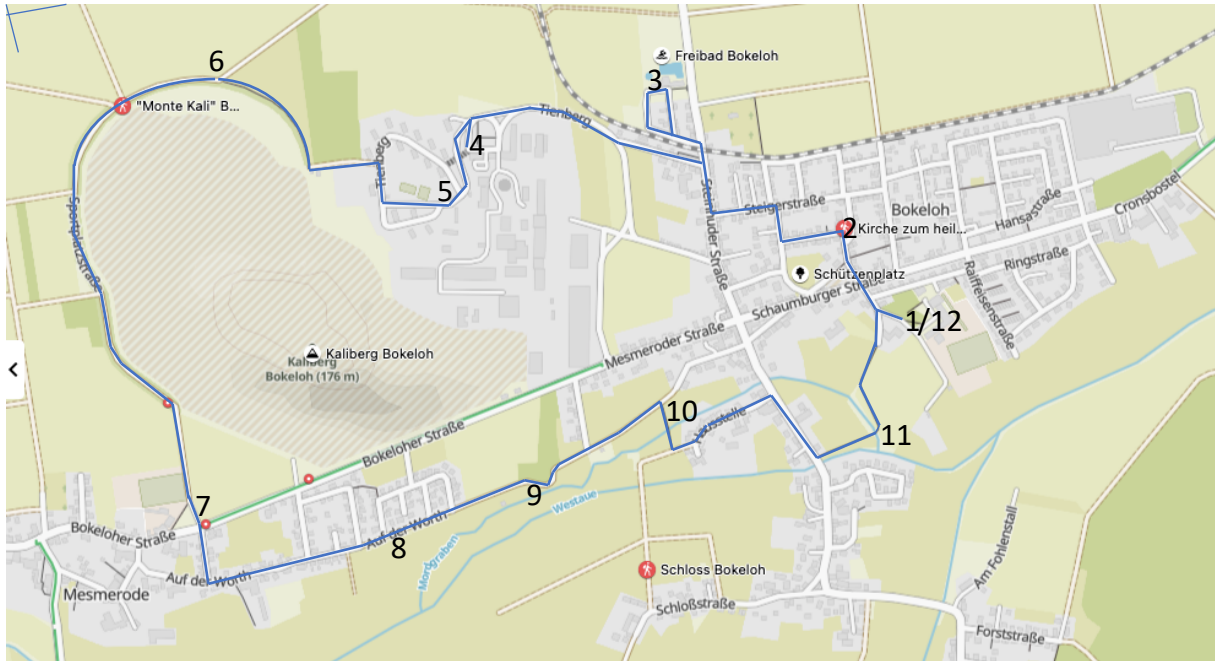 6
3
Freibad Bokeloh
"Monte Kali" B...
Tienberg
4
Tienberg
5
Steinhuder Straße
Steigerstraße
Bokeloh
Hansastraße
Cronsbostel
2
Kirche zum heil...
Sportplatzstraße
Schützenplatz
Ringstraße
Schaumburger Straße
Raiffeisenstraße
1/12
Mesmeroder Straße
Kaliberg Bokeloh
Kaliberg
Bokeloh (176 m)
<
10
Häusstelle
11
Bokeloher Straße
9
Westaue
7
Bokeloher Straße
Auf der Worth
8
Mordgraben
Am Fohlenstall
Auf der Worth
Mesmerode
Schloss Bokeloh
Schloßstraße
Forststraße